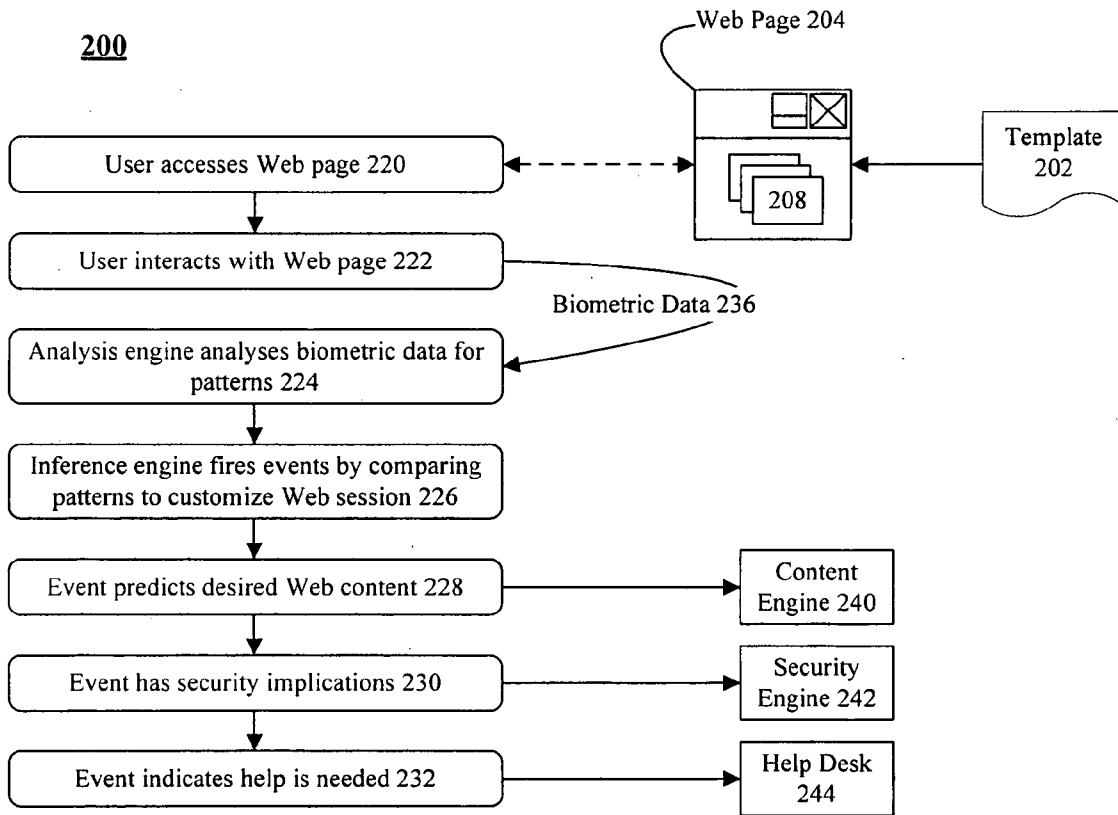 200
Web Page 204
Template
202
208
User accesses Web page 220
User interacts with Web page 222
Biometric Data 236
Analysis engine analyses biometric data for
patterns 224
Inference engine fires events by comparing
patterns to customize Web session 226
Event predicts desired Web content 228
Content
Engine 240
Event has security implications 230
Security
Engine 242
Event indicates help is needed 232
Help Desk
244